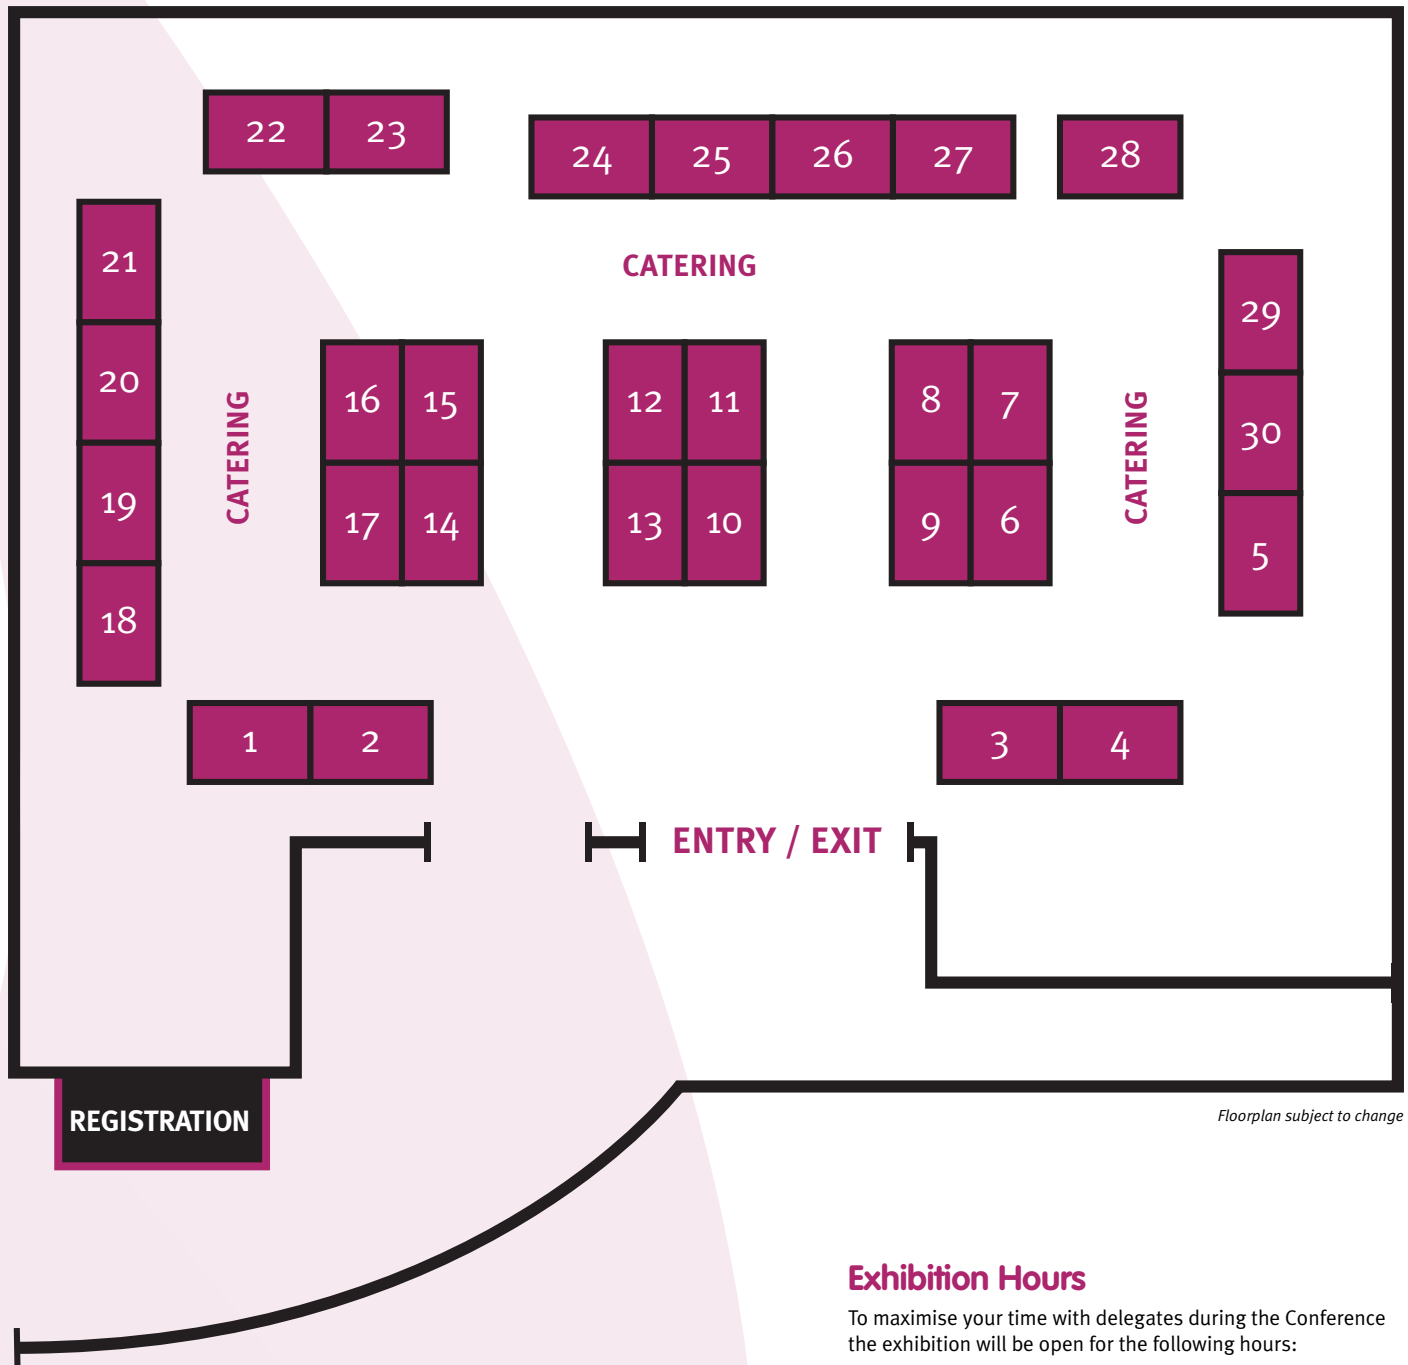 22 23
24 25 26 27 28
21
CATERING
29
20
CATERING
16 15
12 11
8 7
CATERING
30
19
17 14
13 10
9 6
5
18
1 2
3 4
ENTRY / EXIT
REGISTRATION
Floorplan subject to change
Exhibition Hours
To maximise your time with delegates during the Conference
the exhibition will be open for the following hours: